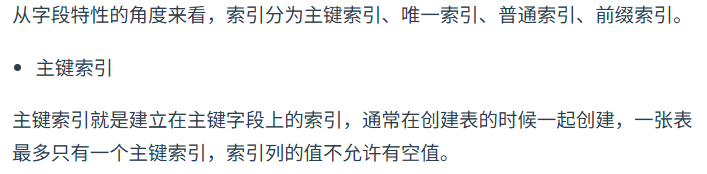 从字段特性的角度来看，索引分为主键索引、唯一索引、普通索引、前缀索引。
• 主键索引
主键索引就是建立在主键字段上的索引，通常在创建表的时候一起创建，一张表
最多只有一个主键索引，索引列的值不允许有空值。